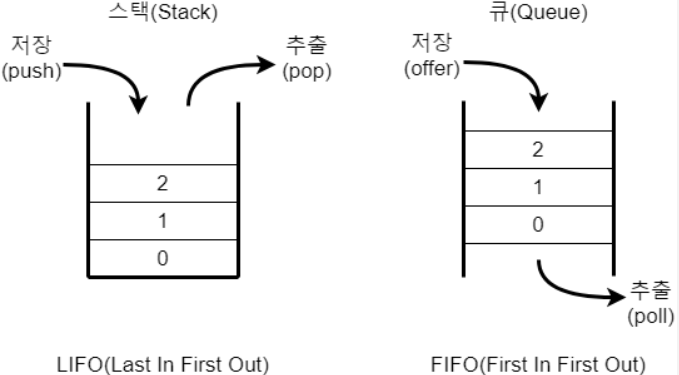 스택(Stack)
저장
(push)
추출
(pop)
2
1
0
LIFO(Last In First Out)
큐(Queue)
저장
(offer)
2
1
0
추출
(poll)
FIFO(First In First Out)